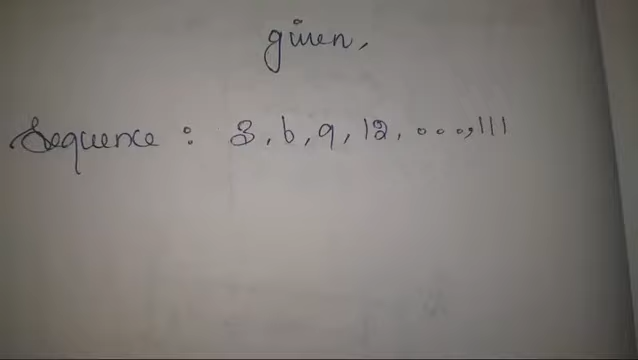 given,
Sequence : 3, 6, 9, 12, ...,111